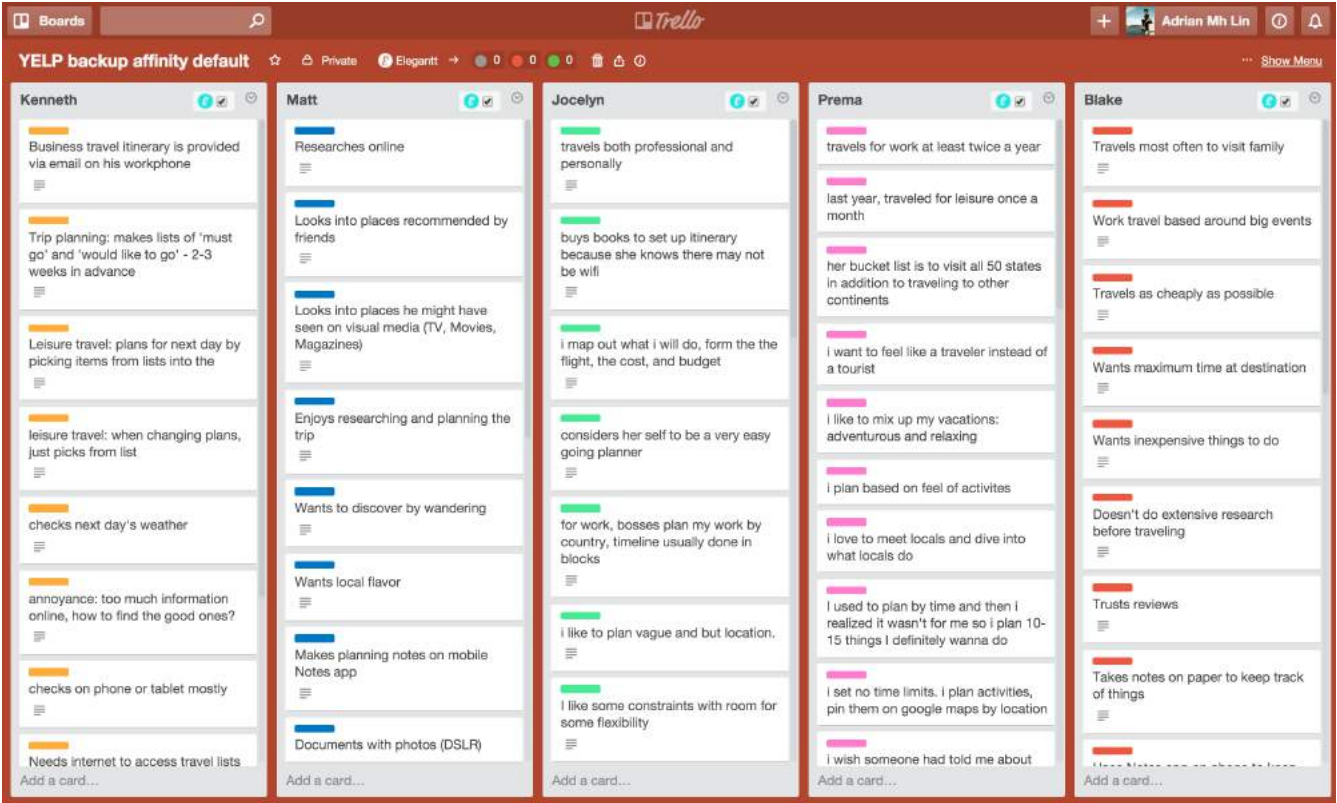 Boards
Trello
Adrian Mh Lin
YELP backup affinity default
Private
Elegantt
0
0
0
... Show Menu
Kenneth
Business travel itinerary is provided
via email on his workphone
Trip planning: makes lists of 'must
go' and 'would like to go' - 2-3
weeks in advance
Leisure travel: plans for next day by
picking items from lists into the
leisure travel: when changing plans,
just picks from list
checks next day's weather
annoyance: too much information
online, how to find the good ones?
checks on phone or tablet mostly
Needs internet to access travel lists
Add a card...
Matt
Researches online
Looks into places recommended by
friends
Looks into places he might have
seen on visual media (TV, Movies,
Magazines)
Enjoys researching and planning the
trip
Wants to discover by wandering
Wants local flavor
Makes planning notes on mobile
Notes app
Documents with photos (DSLR)
Add a card...
Jocelyn
travels both professional and
personally
buys books to set up itinerary
because she knows there may not
be wifi
i map out what i will do, form the the
flight, the cost, and budget
considers her self to be a very easy
going planner
for work, bosses plan my work by
country, timeline usually done in
blocks
i like to plan vague and but location.
I like some constraints with room for
some flexibility
Add a card...
Prema
travels for work at least twice a year
last year, traveled for leisure once a
month
her bucket list is to visit all 50 states
in addition to traveling to other
continents
i want to feel like a traveler instead of
a tourist
i like to mix up my vacations:
adventurous and relaxing
i plan based on feel of activites
i love to meet locals and dive into
what locals do
I used to plan by time and then i
realized it wasn't for me so i plan 10-
15 things I definitely wanna do
i set no time limits. i plan activities,
pin them on google maps by location
i wish someone had told me about
Add a card...
Blake
Travels most often to visit family
Work travel based around big events
Travels as cheaply as possible
Wants maximum time at destination
Wants inexpensive things to do
Doesn't do extensive research
before traveling
Trusts reviews
Takes notes on paper to keep track
of things
Add a card...